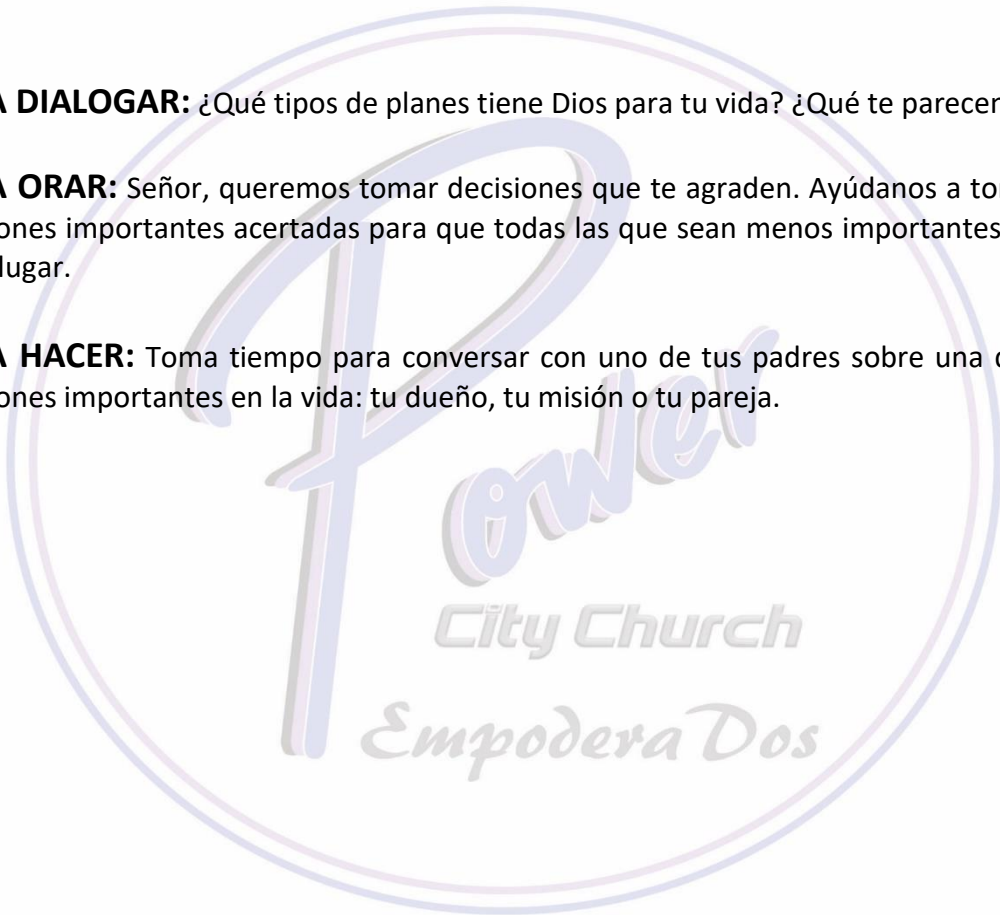 A DIALOGAR: ¿Qué tipos de planes tiene Dios para tu vida? ¿Qué te parecen
A ORAR: Señor, queremos tomar decisiones que te agraden. Ayúdanos a to
iones importantes acertadas para que todas las que sean menos importantes
lugar.
A HACER: Toma tiempo para conversar con uno de tus padres sobre una
iones importantes en la vida: tu dueño, tu misión o tu pareja.
Power
City Church
EmpoderaDos